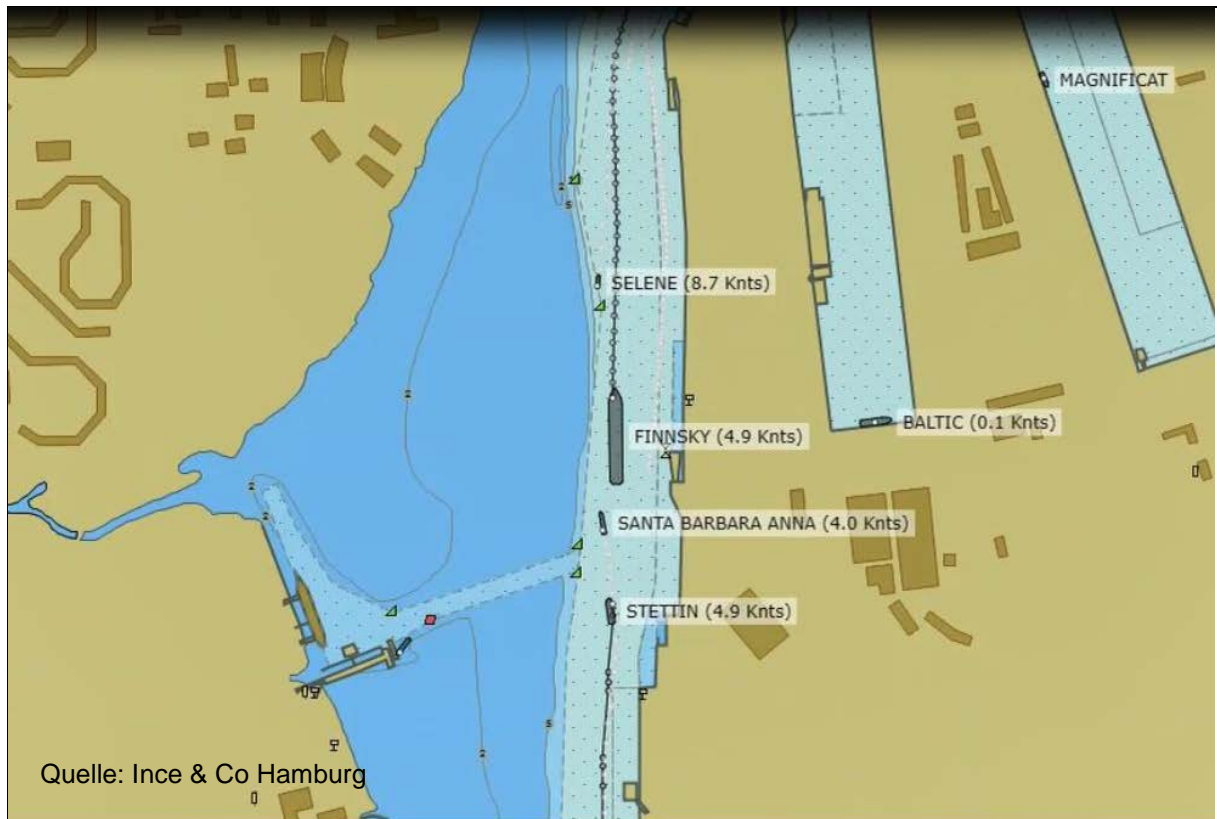 MAGNIFICAT
SELENE (8.7 Knts)
BALTIC (0.1 Knts)
FINNSKY (4.9 Knts)
SANTA BARBARA ANNA (4.0 Knts)
STETTIN (4.9 Knts)
Quelle: Ince & Co Hamburg